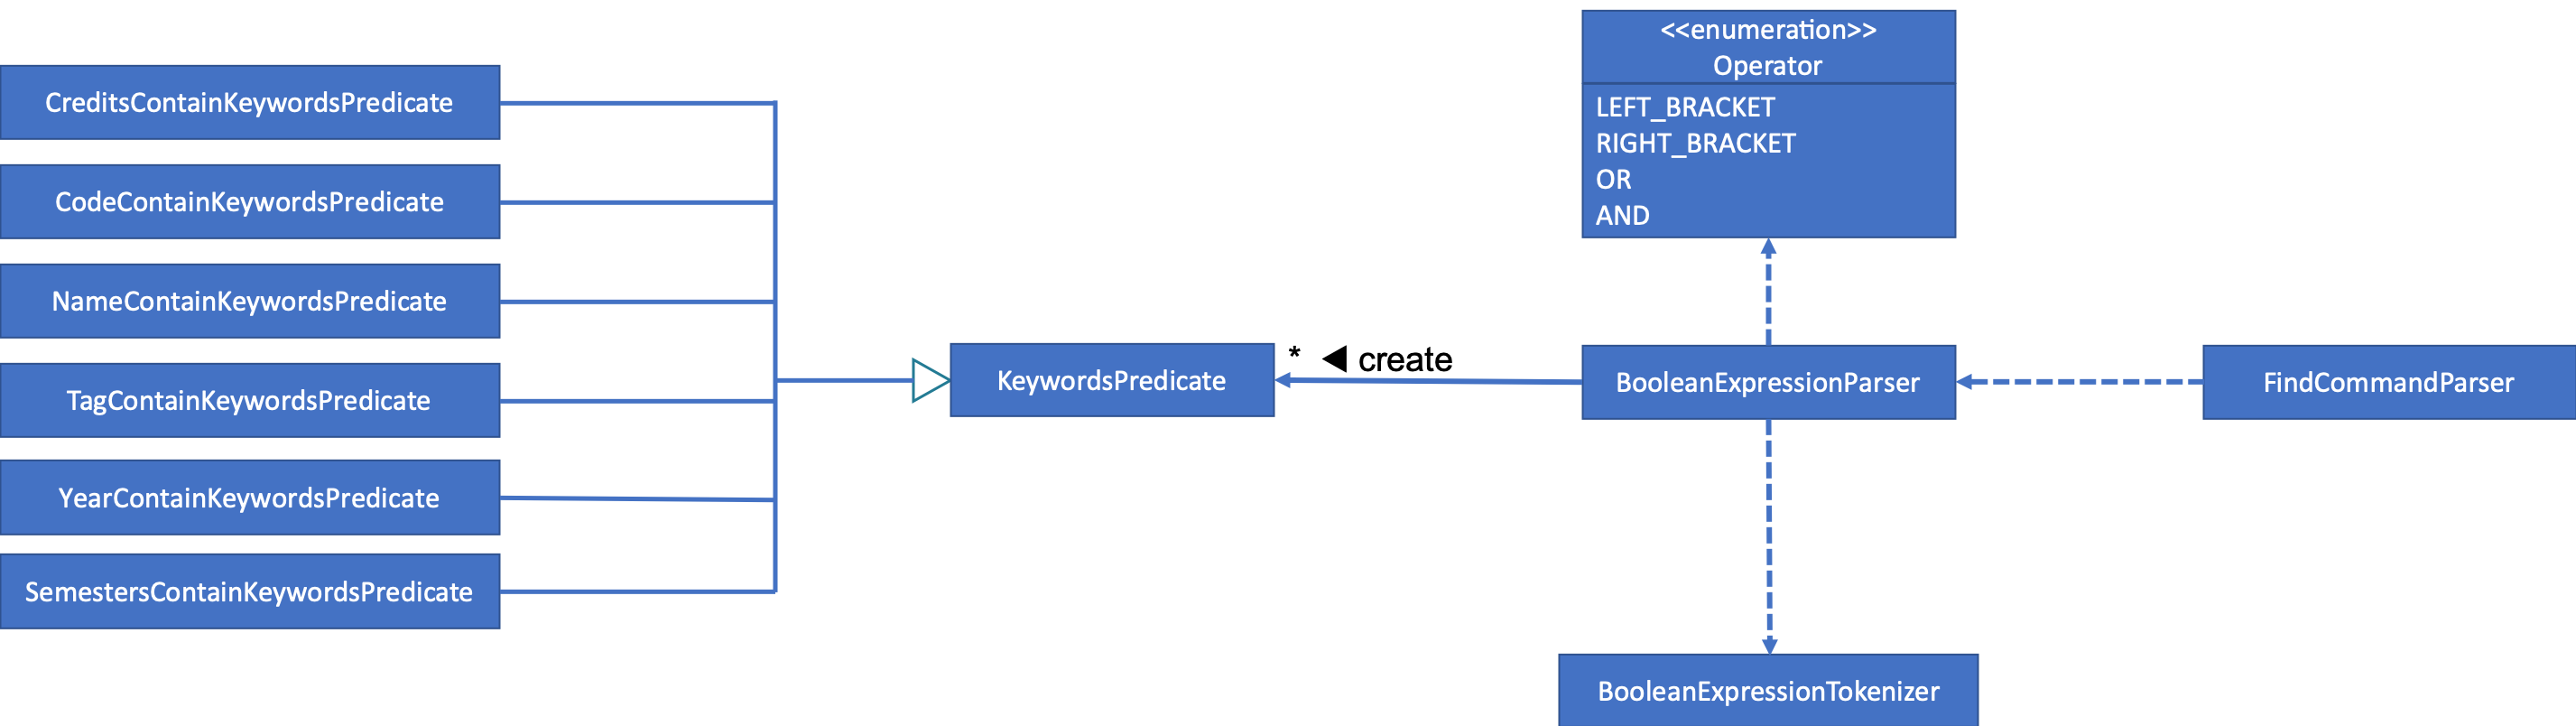 <<enumeration>>
Operator
LEFT_BRACKET
RIGHT_BRACKET
OR
AND
CreditsContainKeywordsPredicate
CodeContainKeywordsPredicate
NameContainKeywordsPredicate
TagContainKeywordsPredicate
YearContainKeywordsPredicate
SemestersContainKeywordsPredicate
KeywordsPredicate
* ◀ create
BooleanExpressionParser
FindCommandParser
BooleanExpressionTokenizer